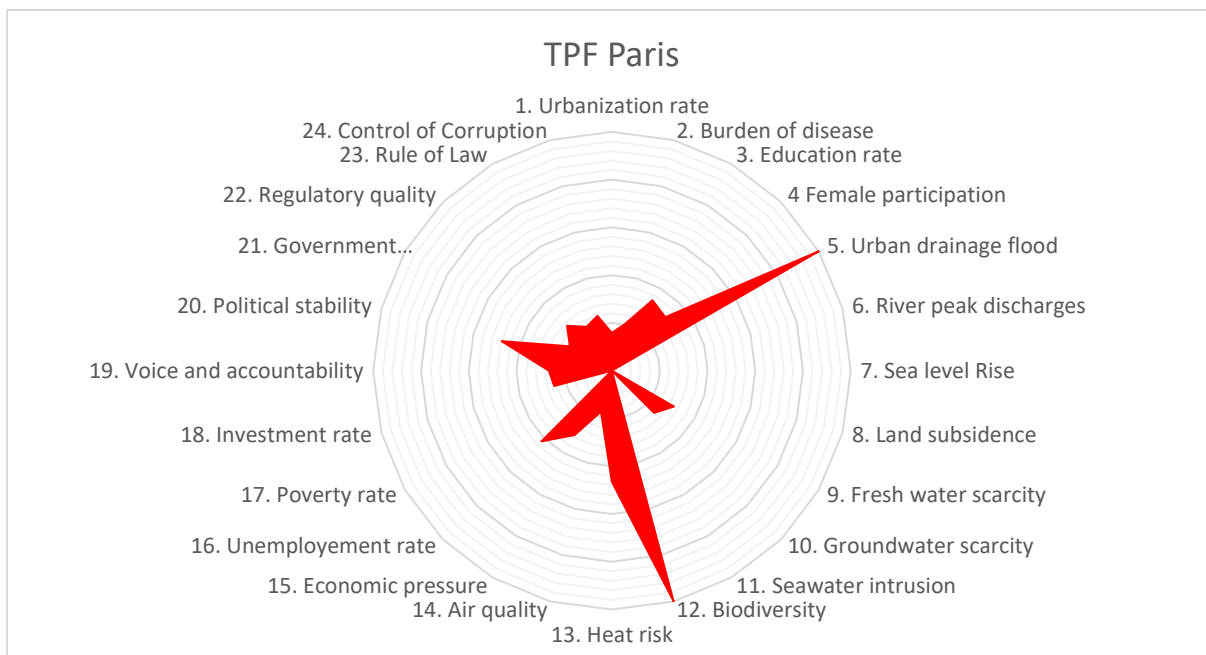 TPF Paris
1. Urbanization rate
2. Burden of disease
3. Education rate
4 Female participation
5. Urban drainage flood
6. River peak discharges
7. Sea level Rise
8. Land subsidence
9. Fresh water scarcity
10. Groundwater scarcity
11. Seawater intrusion
12. Biodiversity
13. Heat risk
14. Air quality
15. Economic pressure
16. Unemployement rate
17. Poverty rate
18. Investment rate
19. Voice and accountability
20. Political stability
21. Government...
22. Regulatory quality
23. Rule of Law
24. Control of Corruption